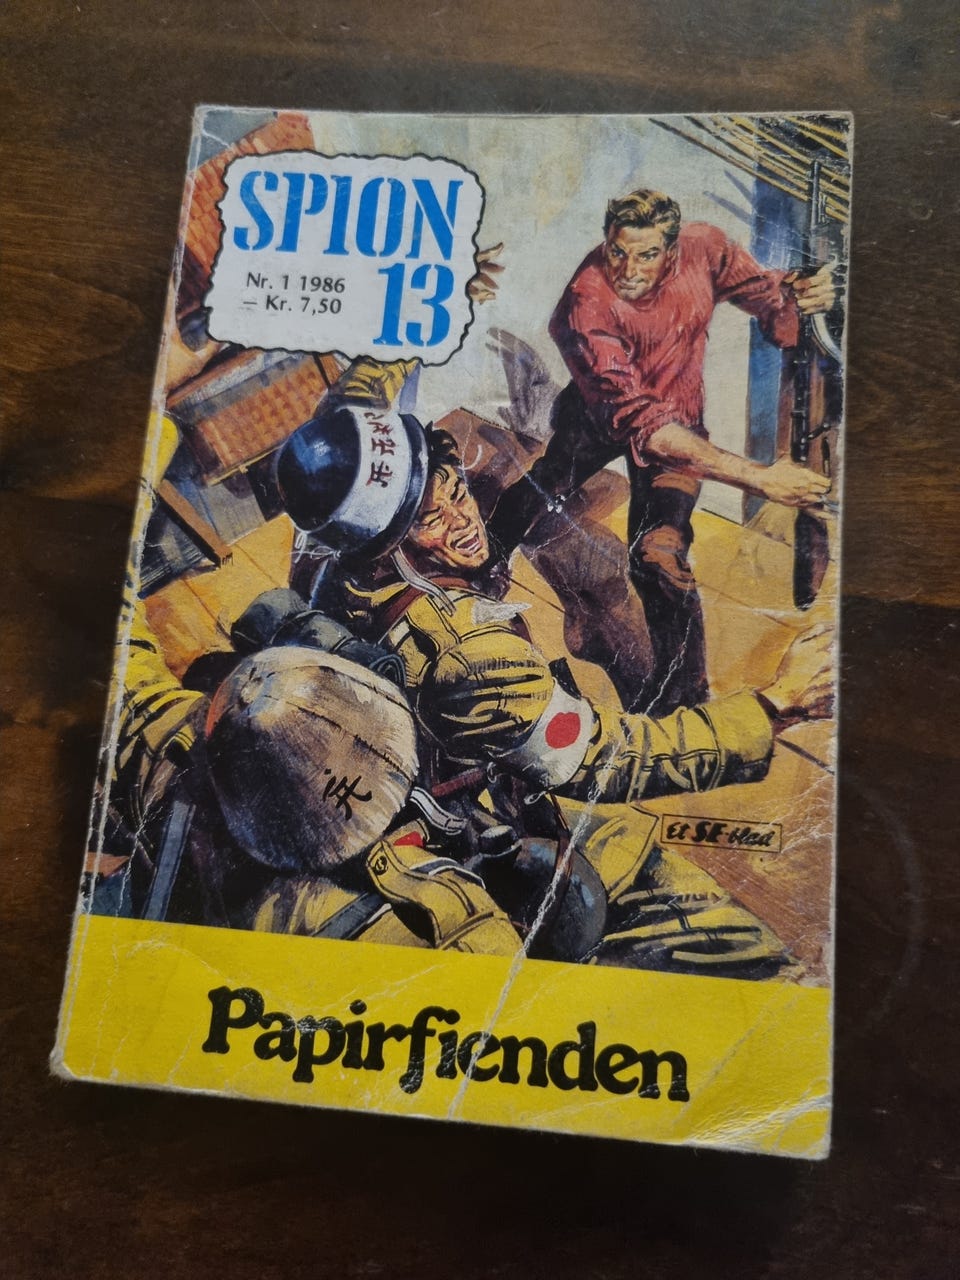 SPION
13
Nr. 1 1986
– Kr. 7,50
Et SE-blad
Papirfienden